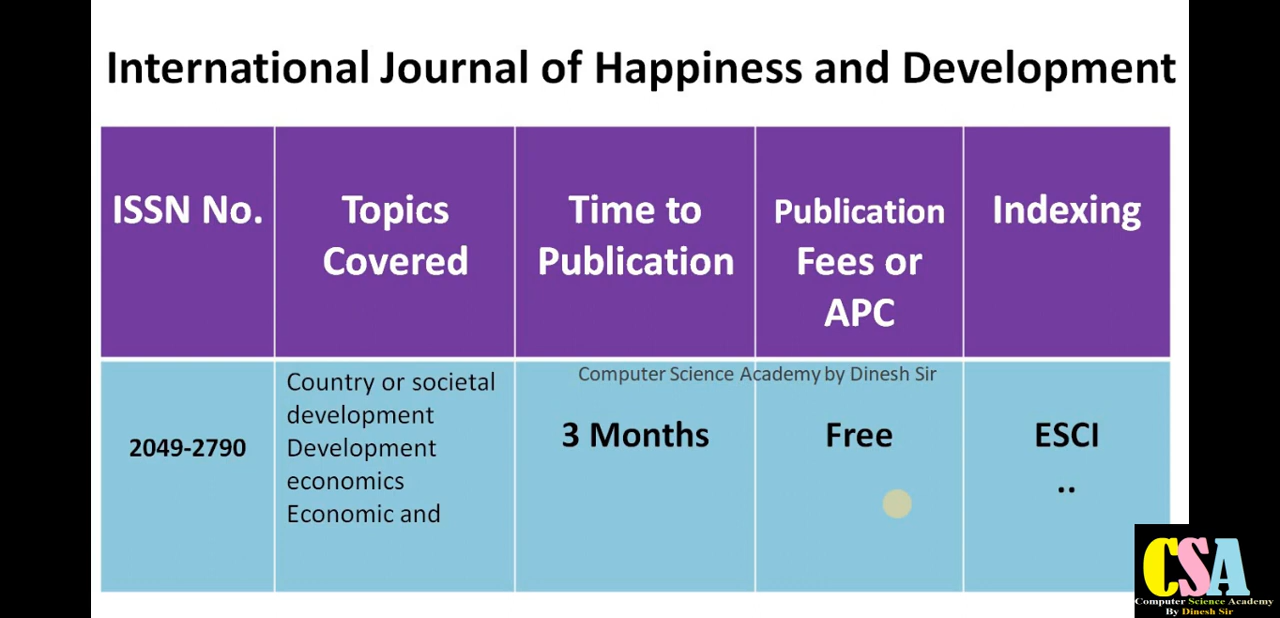 International Journal of Happiness and Development
ISSN No.
Topics
Covered
Time to
Publication
Publication
Fees or
APC
Indexing
Computer Science Academy by Dinesh Sir
2049-2790
Country or societal
development
Development
economics
Economic and
3 Months
Free
ESCI
..
CSA
Computer Science Academy
By Dinesh Sir